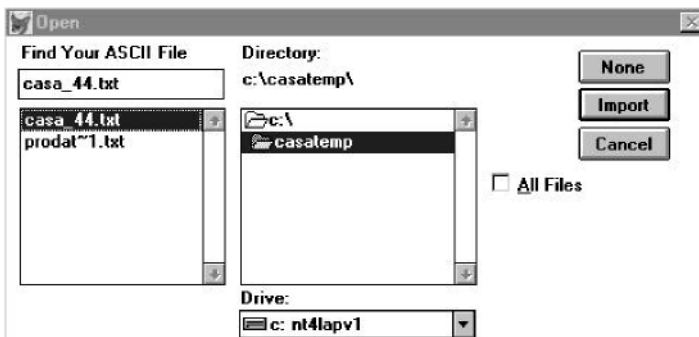 Open
Find Your ASCII File
casa_44.txt
casa_44.txt
prodat~1.txt
Directory:
c:\casatemp\
c:\
casatemp
Drive:
c: nt4lapv1
None
Import
Cancel
All Files